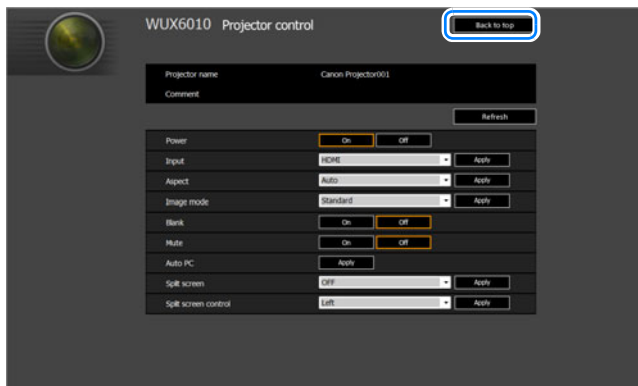 WUX6010 Projector control
Back to top
Projector name Canon Projector001
Comment
Refresh
Power On Off
Input HDMI Apply
Aspect Auto Apply
Image mode Standard Apply
Blank On Off
Mute On Off
Auto PC Apply
Split screen OFF Apply
Split screen control Left Apply